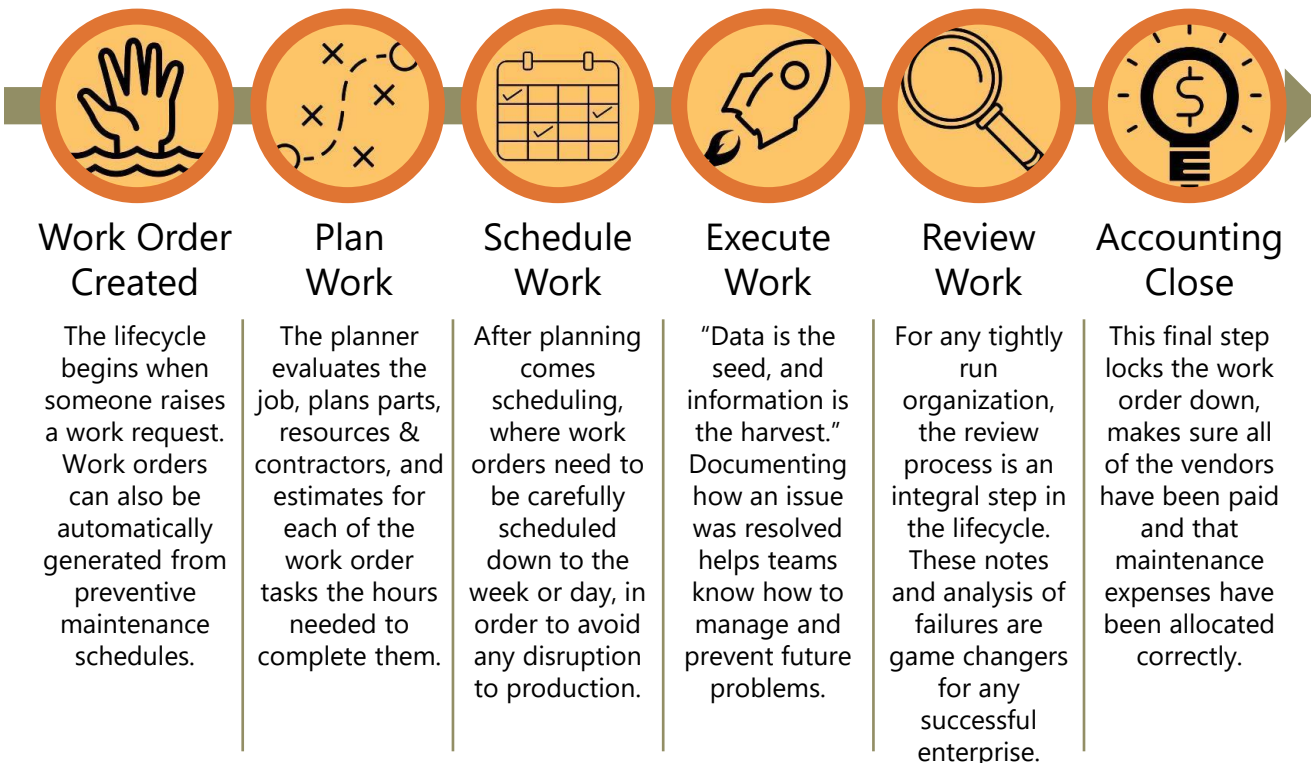 Work Order
Created
The lifecycle
begins when
someone raises
a work request.
Work orders
can also be
automatically
generated from
preventive
maintenance
schedules.
Plan
Work
The planner
evaluates the
job, plans parts,
resources &
contractors, and
estimates for
each of the
work order
tasks the hours
needed to
complete them.
Schedule
Work
After planning
comes
scheduling,
where work
orders need to
be carefully
scheduled
down to the
week or day, in
order to avoid
any disruption
to production.
Execute
Work
“Data is the
seed, and
information is
the harvest.”
Documenting
how an issue
was resolved
helps teams
know how to
manage and
prevent future
problems.
Review
Work
For any tightly
run
organization,
the review
process is an
integral step in
the lifecycle.
These notes
and analysis of
failures are
game changers
for any
successful
enterprise.
$
Accounting
Close
This final step
locks the work
order down,
makes sure all
of the vendors
have been paid
and that
maintenance
expenses have
been allocated
correctly.